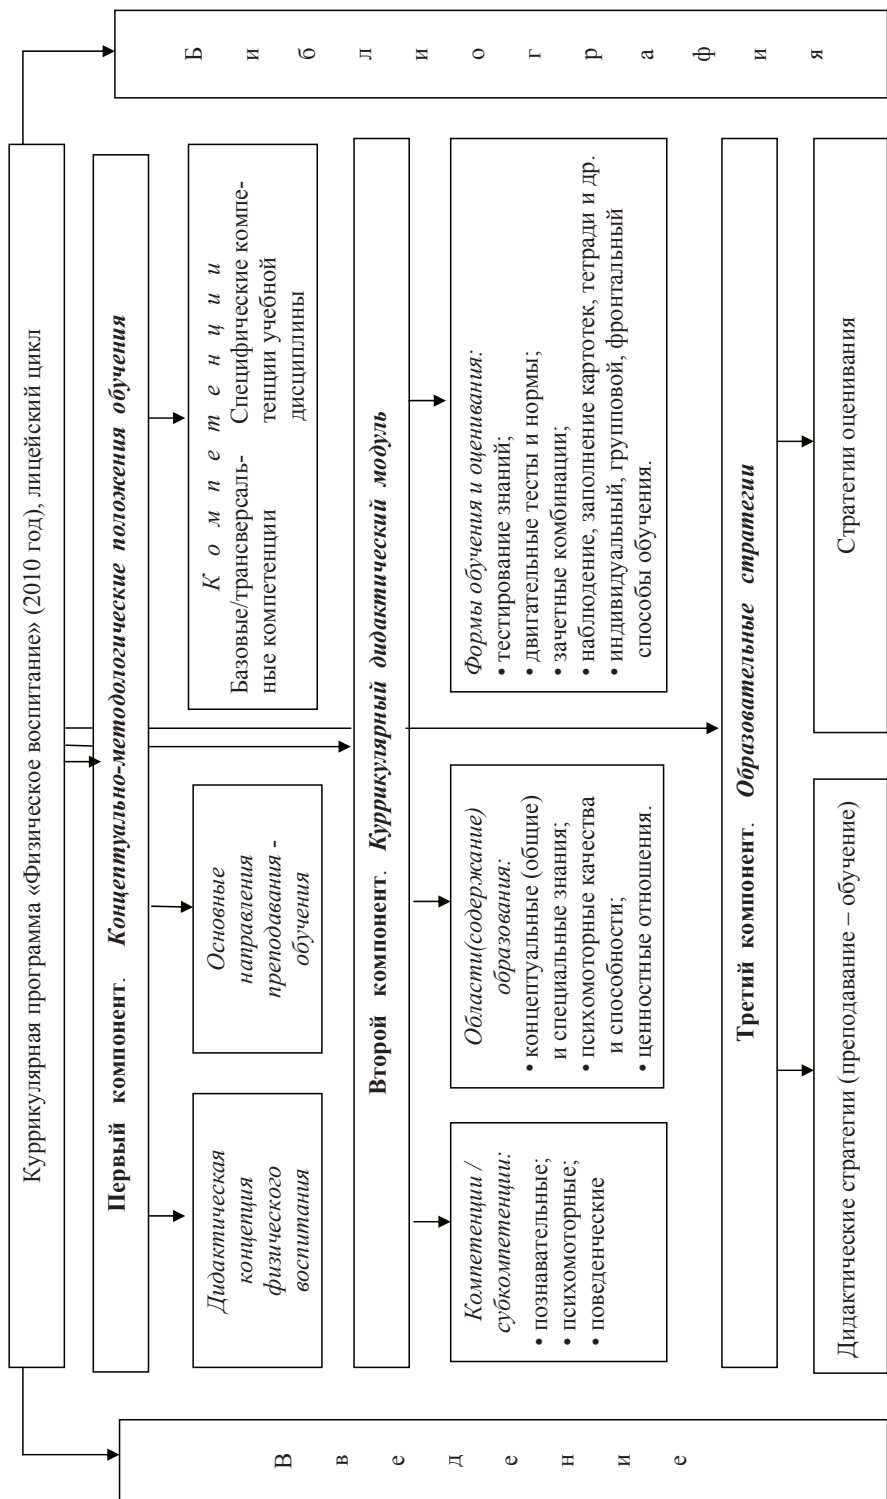 Куррикулярная программа «Физическое воспитание» (2010 год), лицейский цикл
Введение
Первый компонент. Концептуально-методологические положения обучения
Дидактическая
концепция
физического
воспитания
Основные
направления
преподавания -
обучения
Компетенции
Базовые/трансверсаль-
ные компетенции
Специфические компе-
тенции учебной
дисциплины
Второй компонент. Куррикулярный дидактический модуль
Компетенции /
субкомпетенции:
• познавательные;
• психомоторные;
• поведенческие
Области(содержание)
образования:
• концептуальные (общие)
и специальные знания;
• психомоторные качества
и способности;
• ценностные отношения.
Формы обучения и оценивания:
• тестирование знаний;
• двигательные тесты и нормы;
• зачетные комбинации;
• наблюдение, заполнение картотек, тетради и др.
• индивидуальный, групповой, фронтальный
способы обучения.
Третий компонент. Образовательные стратегии
Дидактические стратегии (преподавание – обучение)
Стратегии оценивания
Библиография